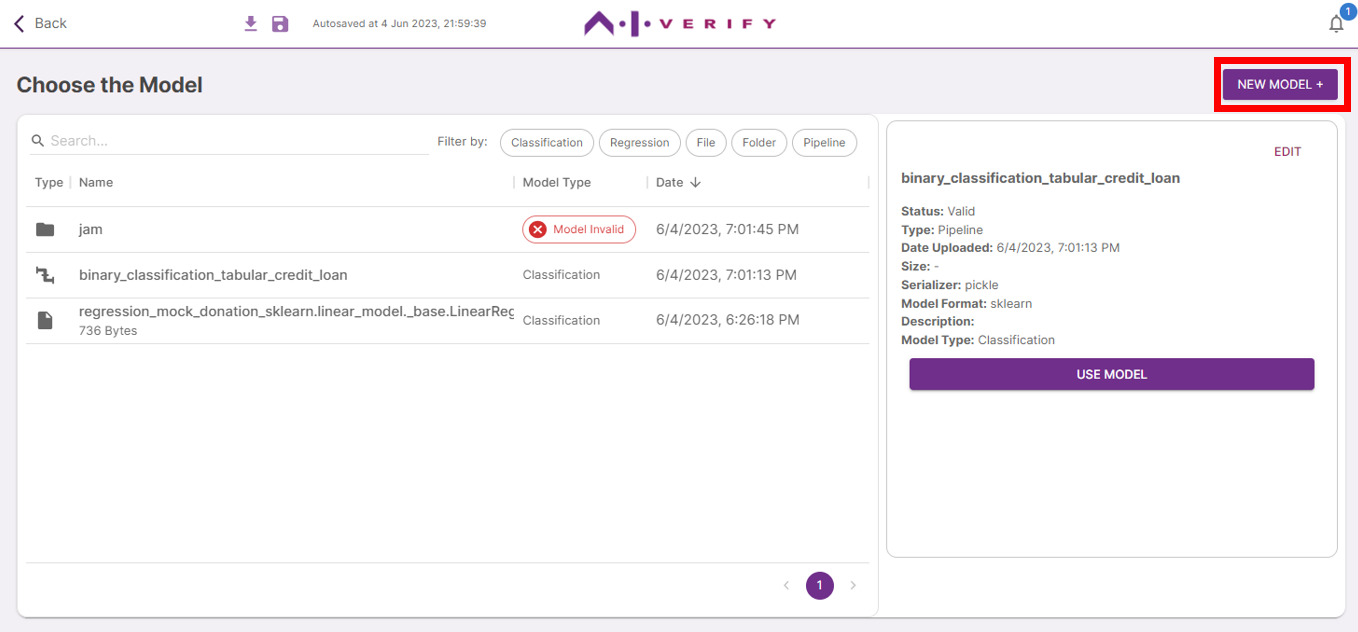 Back
Autosaved at 4 Jun 2023, 21:59:39
VERIFY
1
Choose the Model
NEW MODEL +
Search...
Filter by:
Classification
Regression
File
Folder
Pipeline
Type
Name
Model Type
Date
jam
Model Invalid
6/4/2023, 7:01:45 PM
binary_classification_tabular_credit_loan
Classification
6/4/2023, 7:01:13 PM
regression_mock_donation_sklearn.linear_model._base.LinearReg
736 Bytes
Classification
6/4/2023, 6:26:18 PM
1
EDIT
binary_classification_tabular_credit_loan
Status: Valid
Type: Pipeline
Date Uploaded: 6/4/2023, 7:01:13 PM
Size: -
Serializer: pickle
Model Format: sklearn
Description:
Model Type: Classification
USE MODEL